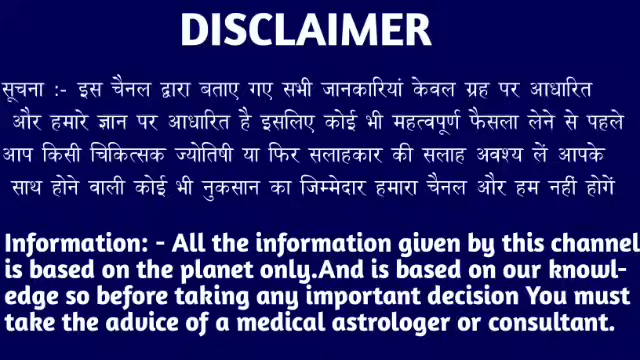 DISCLAIMER
सूचना :- इस चैनल द्वारा बताए गए सभी जानकारियां केवल ग्रह पर आधारित
और हमारे ज्ञान पर आधारित है इसलिए कोई भी महत्वपूर्ण फैसला लेने से पहले
आप किसी चिकित्सक ज्योतिषी या फिर सलाहकार की सलाह अवश्य लें आपके
साथ होने वाली कोई भी नुकसान का जिम्मेदार हमारा चैनल और हम नहीं होगें
Information: - All the information given by this channel
is based on the planet only.And is based on our knowl-
edge so before taking any important decision You must
take the advice of a medical astrologer or consultant.